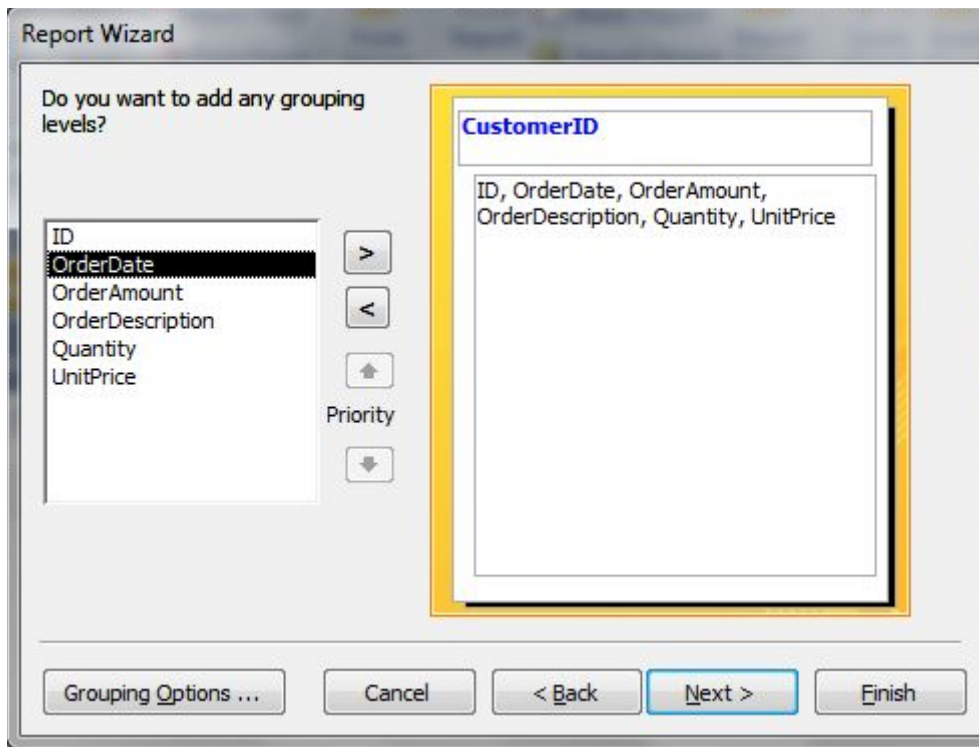 Report Wizard
Do you want to add any grouping
levels?
ID
OrderDate
OrderAmount
OrderDescription
Quantity
UnitPrice
>
<
Priority
CustomerID
ID, OrderDate, OrderAmount,
OrderDescription, Quantity, UnitPrice
Grouping Options ...
Cancel
< Back
Next >
Finish